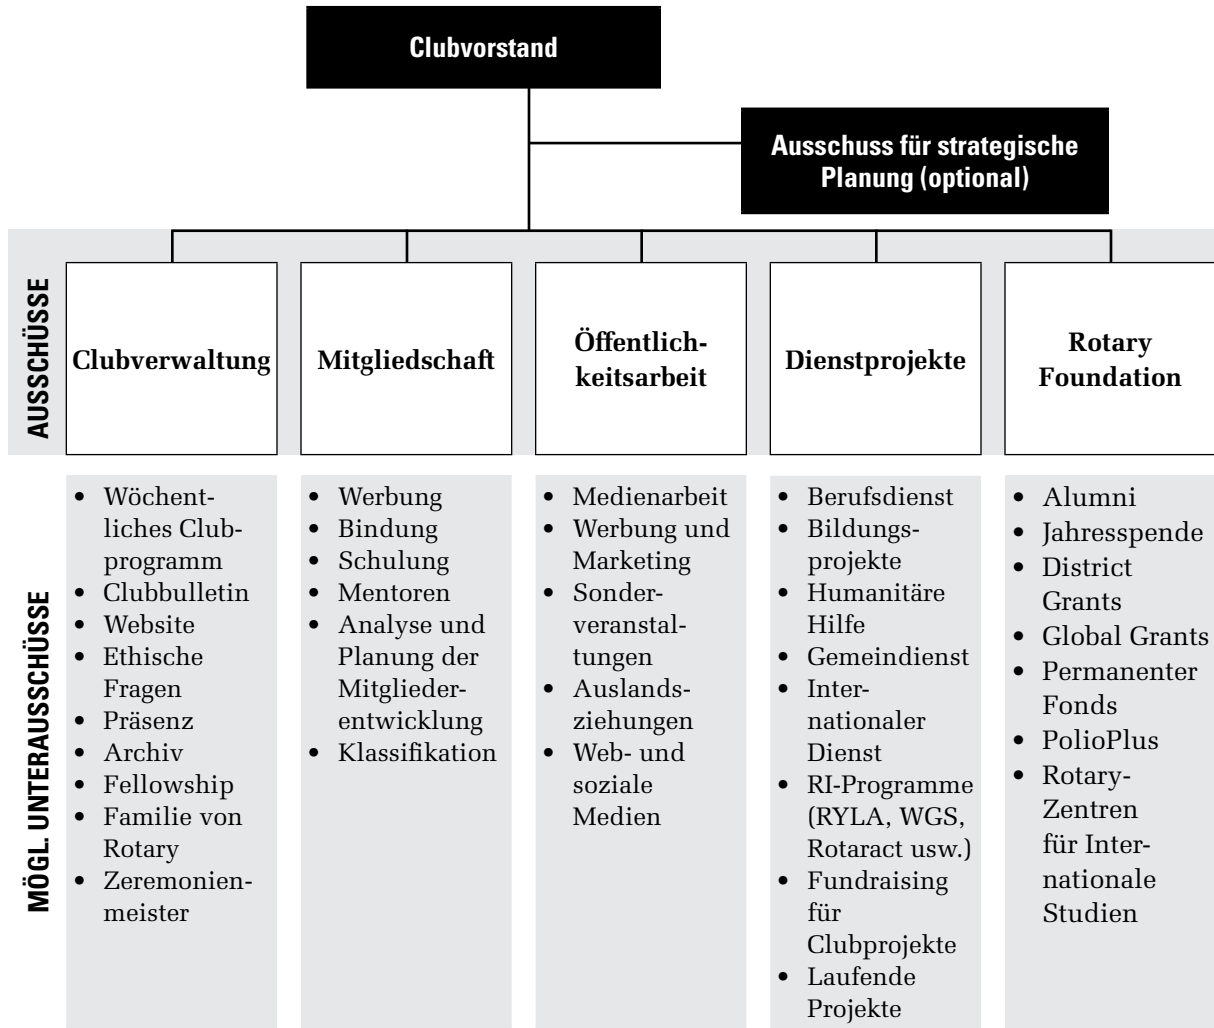 Clubvorstand
Ausschuss für strategische
Planung (optional)
AUSSCHÜSSE
Clubverwaltung
Mitgliedschaft
Öffentlich-
keitsarbeit
Dienstprojekte
Rotary
Foundation
MÖGL. UNTERAUSSCHÜSSE
• Wöchent-
liches Club-
programm
• Clubbulletin
• Website
• Ethische
Fragen
• Präsenz
• Archiv
• Fellowship
• Familie von
Rotary
• Zeremonien-
meister
• Werbung
• Bindung
• Schulung
• Mentoren
• Analyse und
Planung der
Mitglieder-
entwicklung
• Klassifikation
• Medienarbeit
• Werbung und
Marketing
• Sonder-
veranstal-
tungen
• Auslands-
ziehungen
• Web- und
soziale
Medien
• Berufsdienst
• Bildungs-
projekte
• Humanitäre
Hilfe
• Gemeindienst
• Inter-
nationaler
Dienst
• RI-Programme
(RYLA, WGS,
Rotaract usw.)
• Fundraising
für
Clubprojekte
• Laufende
Projekte
• Alumni
• Jahresspende
• District
Grants
• Global Grants
• Permanenter
Fonds
• PolioPlus
• Rotary-
Zentren
für Inter-
nationale
Studien